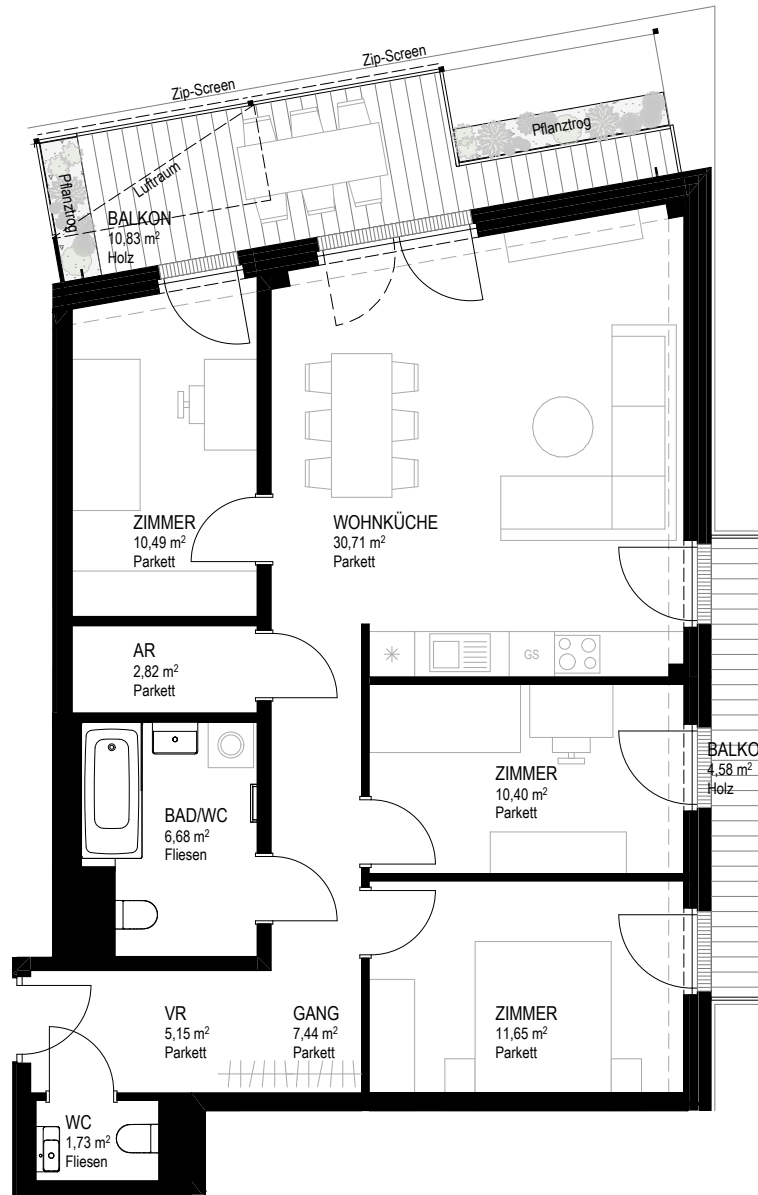 Zip-Screen
Zip-Screen
Pflanztrog
Luftraum
Pflanztrog
BALKON
10,83 m²
Holz
ZIMMER
10,49 m²
Parkett
WOHNKÜCHE
30,71 m²
Parkett
AR
2,82 m²
Parkett
GS
BALKO
4,58 m²
Holz
ZIMMER
10,40 m²
Parkett
BAD/WC
6,68 m²
Fliesen
VR
5,15 m²
Parkett
GANG
7,44 m²
Parkett
ZIMMER
11,65 m²
Parkett
WC
1,73 m²
Fliesen